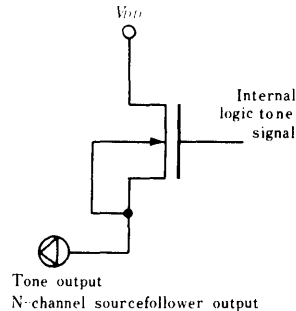 VDD
Internal
logic tone
signal
Tone output
N-channel sourcefollower output